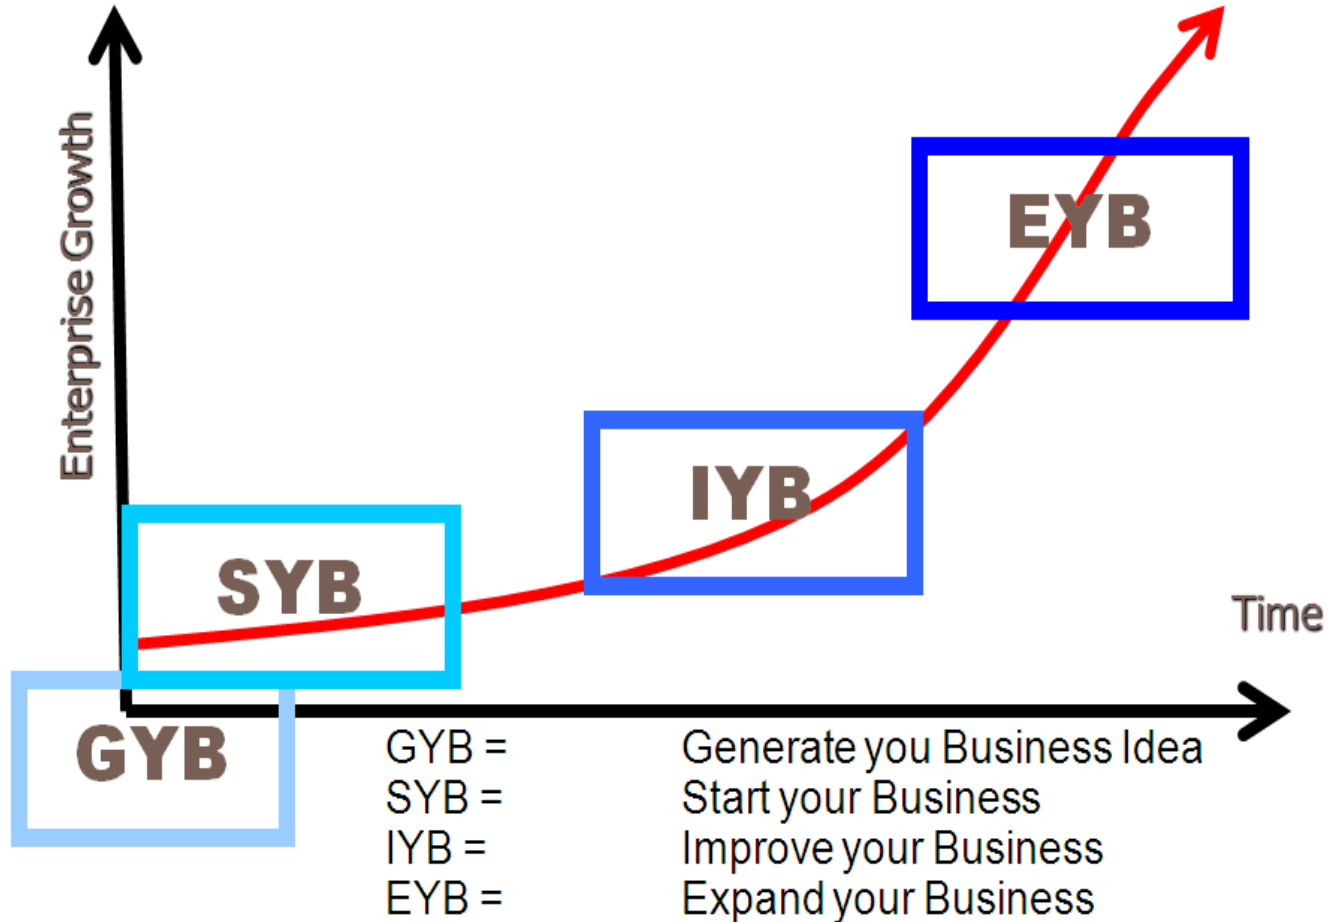 Enterprise Growth
EYB
IYB
SYB
Time
GYB
GYB = Generate you Business Idea
SYB = Start your Business
IYB = Improve your Business
EYB = Expand your Business